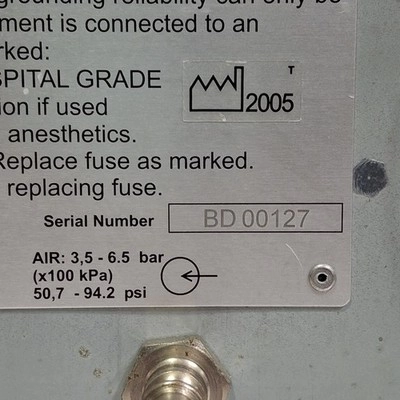 grounding reliability can only be
ment is connected to an
rked:
SPITAL GRADE
T
2005
ion if used
anesthetics.
Replace fuse as marked.
replacing fuse.
Serial Number BD 00127
AIR: 3,5 - 6.5 bar
(x100 kPa)
50,7 - 94.2 psi